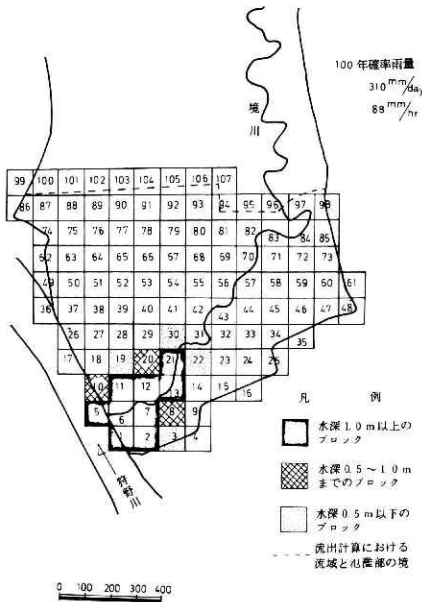 100年確率雨量
310 mm/day
88 mm/hr
境川
99 100 101 102 103 104 105 106 107
86 87 88 89 90 91 92 93 94 95 96 97 98
74 75 76 77 78 79 80 81 82 83 84 85
62 63 64 65 66 67 68 69 70 71 72 73
49 50 51 52 53 54 55 56 57 58 59 60 61
36 37 38 39 40 41 42 43 44 45 46 47 48
26 27 28 29 30 31 32 33 34 35
17 18 19 20 21 22 23 24 26
10 11 12 13 14 15 16
5 6 7 8 9
1 2 3 4
狩野川
凡例
水深1.0m以上の
ブロック
水深0.5~1.0m
までのブロック
水深0.5m以下の
ブロック
流出計算における
流域と氾濫部の境
0 100 200 300 400